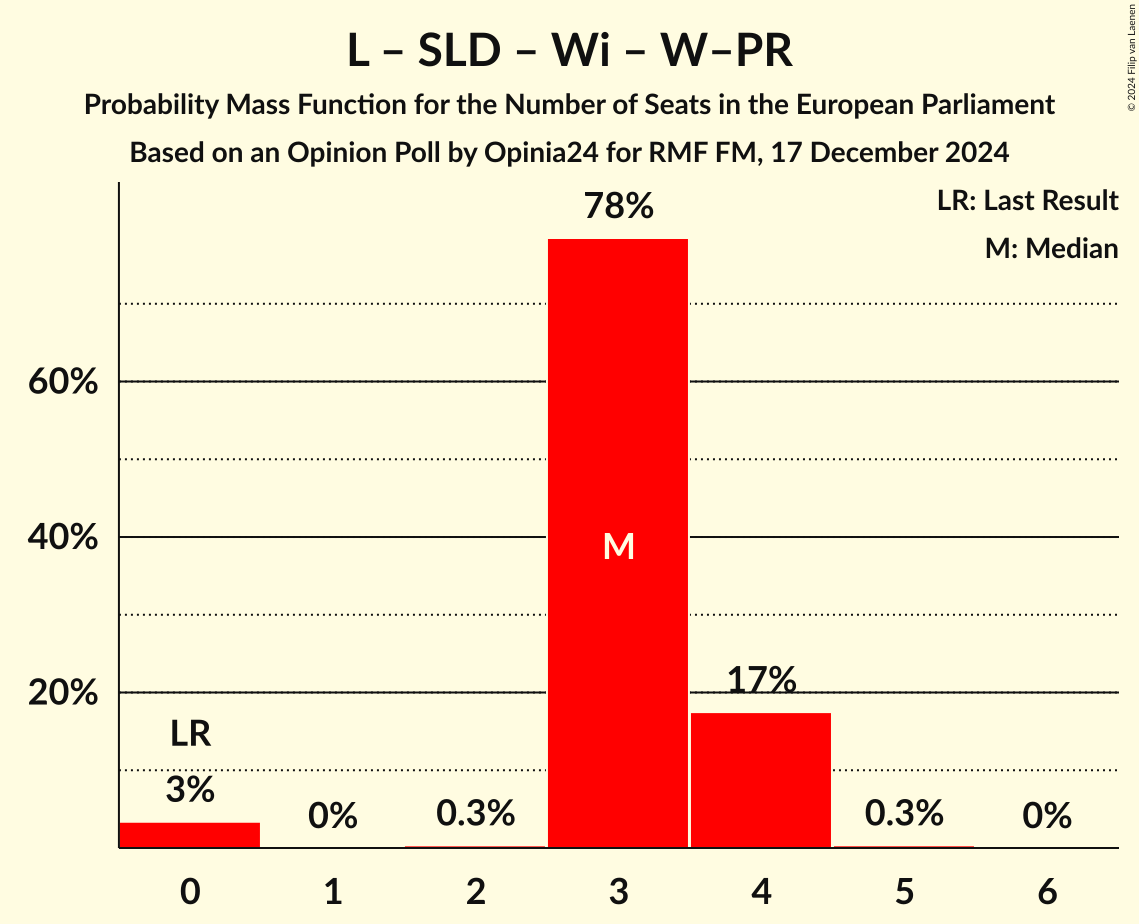 L – SLD – Wi – W–PR
Probability Mass Function for the Number of Seats in the European Parliament
Based on an Opinion Poll by Opinia24 for RMF FM, 17 December 2024
© 2024 Filip van Laenen
LR: Last Result
M: Median
78%
60%
40%
M
20%
17%
LR
3%
0%
0.3%
0.3%
0%
0 1 2 3 4 5 6